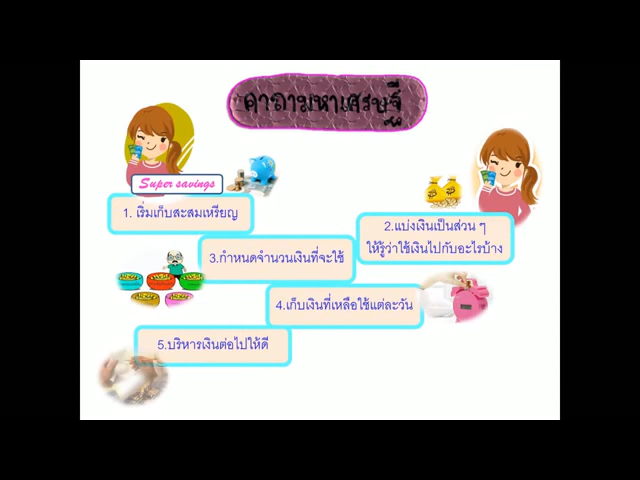 คาถามหาเศรษฐี
Super savings
1. เริ่มเก็บสะสมเหรียญ
2.แบ่งเงินเป็นส่วน ๆ
ให้รู้ว่าใช้เงินไปกับอะไรบ้าง
3.กำหนดจำนวนเงินที่จะใช้
4.เก็บเงินที่เหลือใช้แต่ละวัน
5.บริหารเงินต่อไปให้ดี